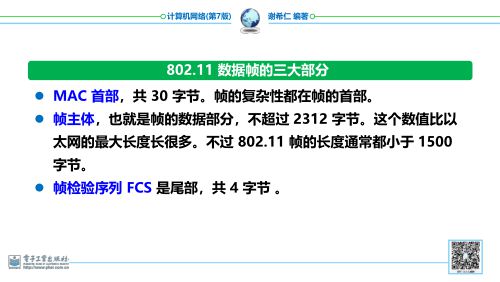 计算机网络(第7版) 谢希仁 编著
802.11 数据帧的三大部分
MAC 首部，共 30 字节。帧的复杂性都在帧的首部。
帧主体，也就是帧的数据部分，不超过 2312 字节。这个数值比以
太网的最大长度长很多。不过 802.11 帧的长度通常都小于 1500
字节。
帧检验序列 FCS 是尾部，共 4 字节 。
电子工业出版社
http://www.phei.com.cn